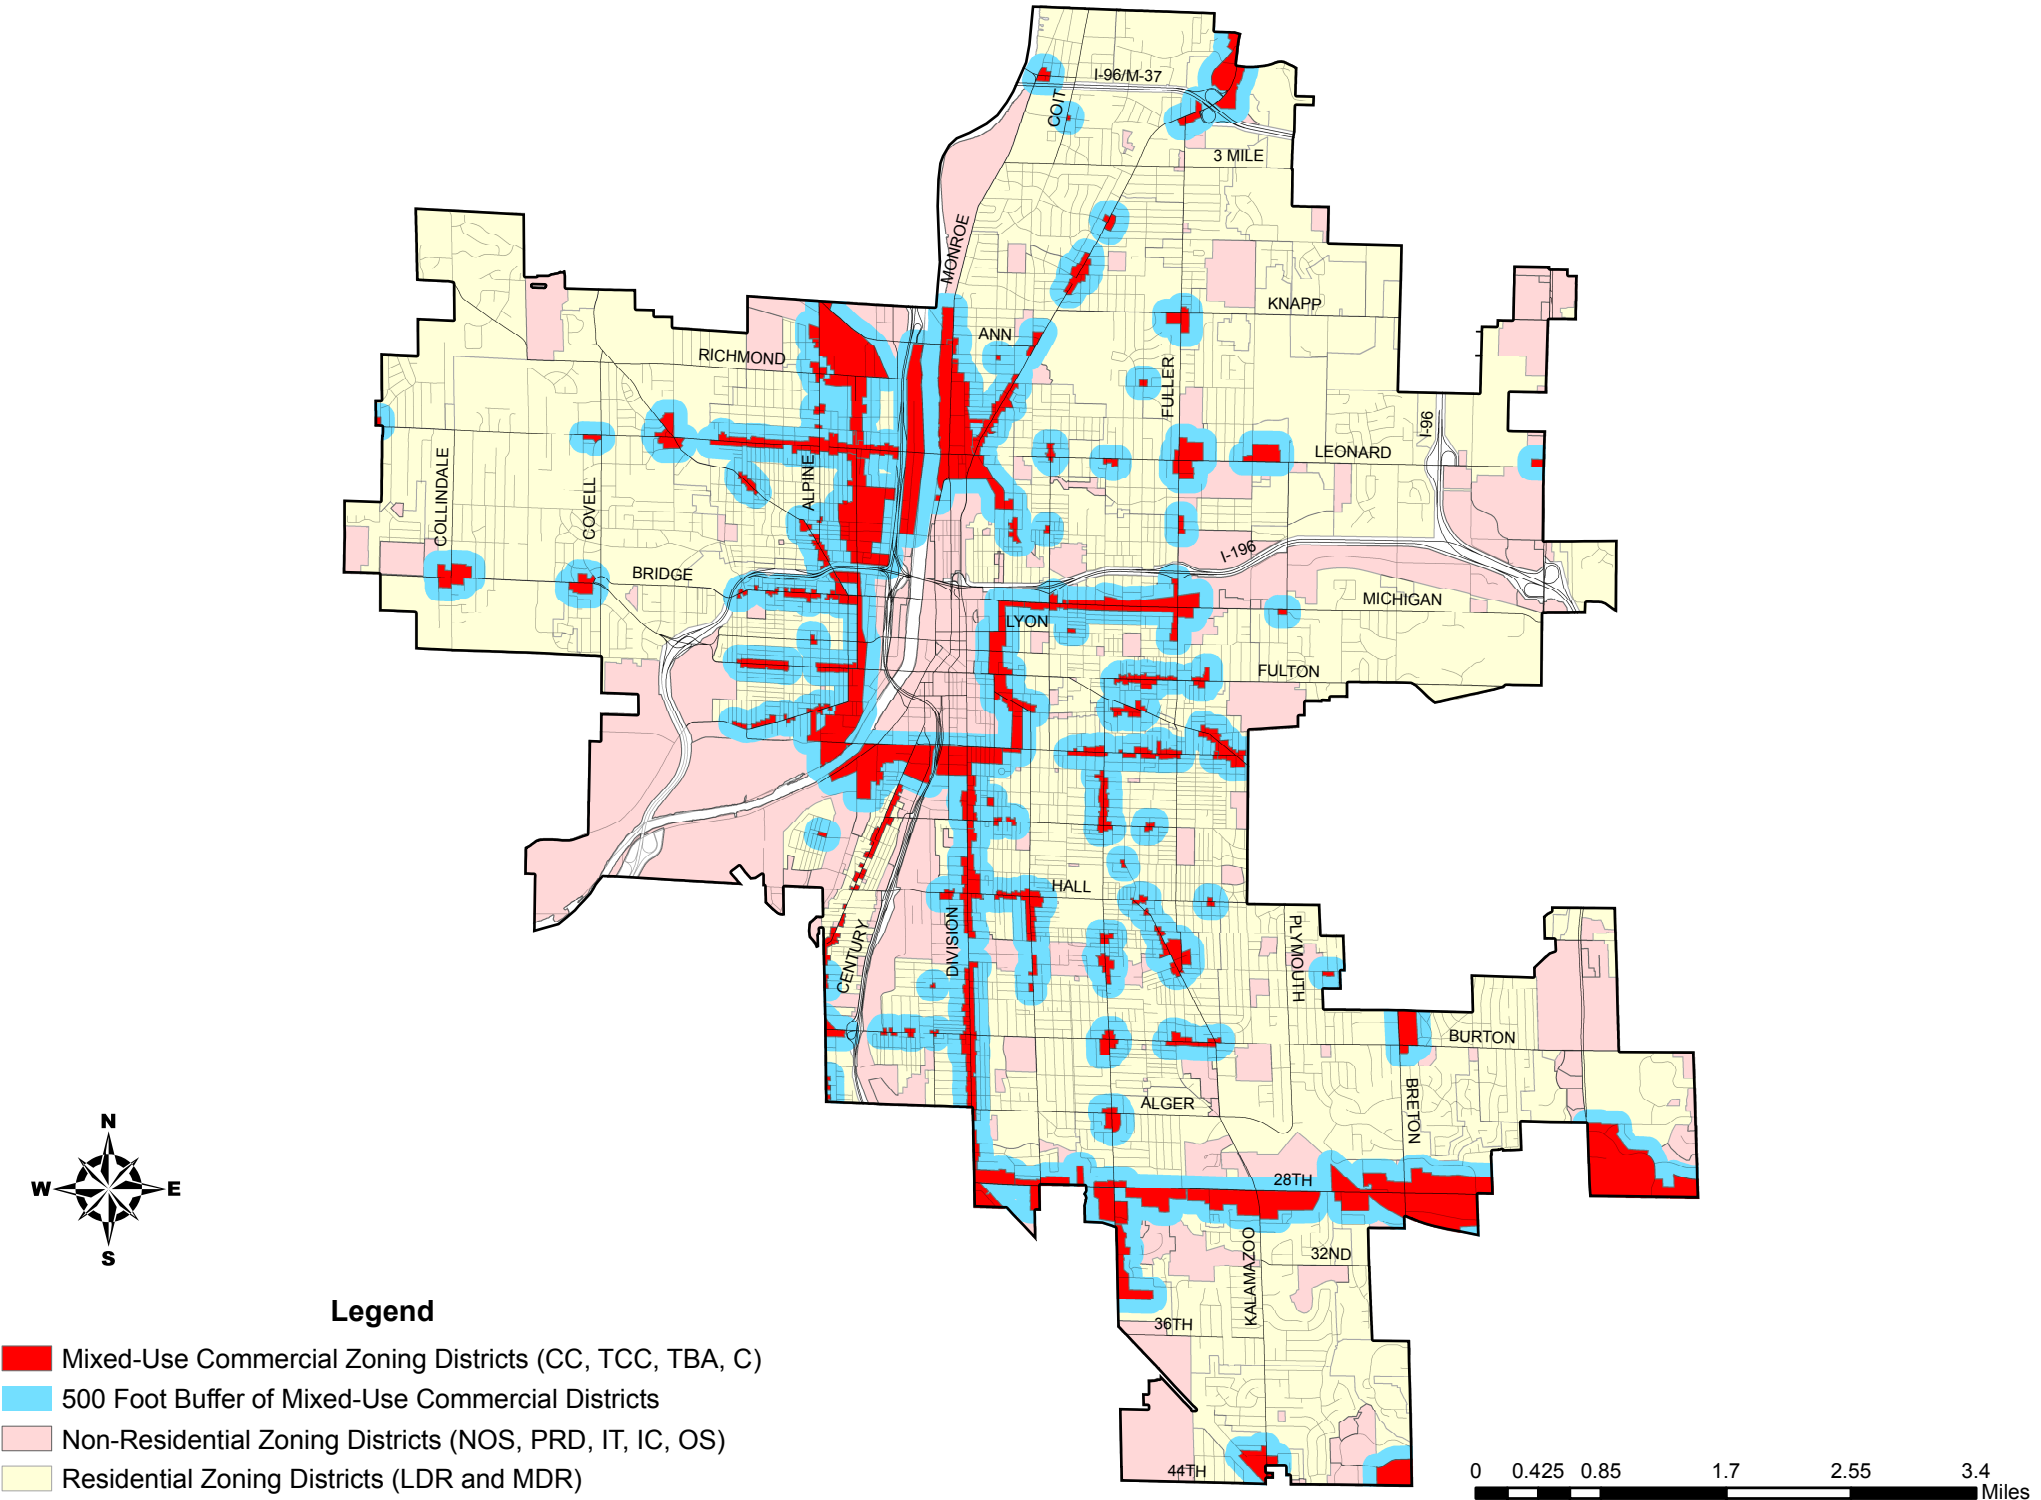 I-96/M-37
COIT
3 MILE
MONROE
KNAPP
ANN
RICHMOND
FULLER
I-96
LEONARD
COLLINDALE
COVELL
ALPINE
I-196
BRIDGE
MICHIGAN
LYON
FULTON
HALL
CENTURY
DIVISION
PLYMOUTH
BURTON
BRETON
ALGER
28TH
KALAMAZOO
32ND
36TH
44TH
N
W E
S
Legend
Mixed-Use Commercial Zoning Districts (CC, TCC, TBA, C)
500 Foot Buffer of Mixed-Use Commercial Districts
Non-Residential Zoning Districts (NOS, PRD, IT, IC, OS)
Residential Zoning Districts (LDR and MDR)
0 0.425 0.85 1.7 2.55 3.4
Miles